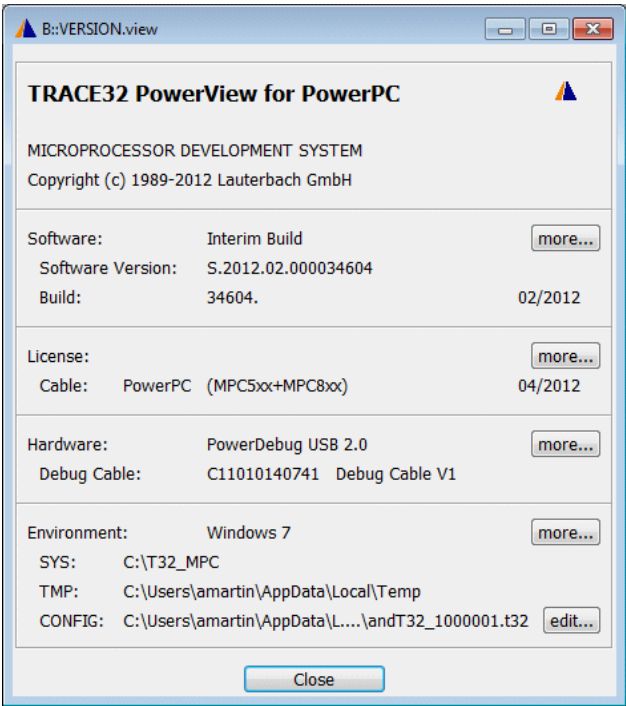 B::VERSION.view
TRACE32 PowerView for PowerPC
MICROPROCESSOR DEVELOPMENT SYSTEM
Copyright (c) 1989-2012 Lauterbach GmbH
Software: Interim Build more...
Software Version: S.2012.02.000034604
Build: 34604. 02/2012
License: more...
Cable: PowerPC (MPC5xx+MPC8xx) 04/2012
Hardware: PowerDebug USB 2.0 more...
Debug Cable: C11010140741 Debug Cable V1
Environment: Windows 7 more...
SYS: C:\T32_MPC
TMP: C:\Users\amartin\AppData\Local\Temp
CONFIG: C:\Users\amartin\AppData\L....\andT32_1000001.t32 edit...
Close